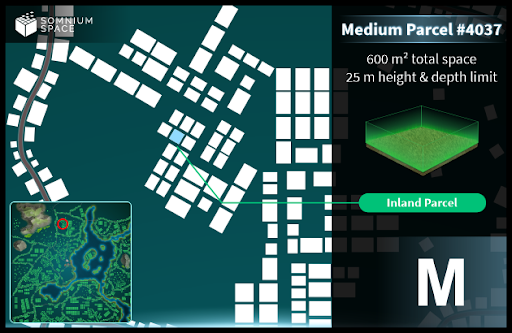 SOMNIUM
SPACE
Medium Parcel #4037
600 m² total space
25 m height & depth limit
Inland Parcel
M